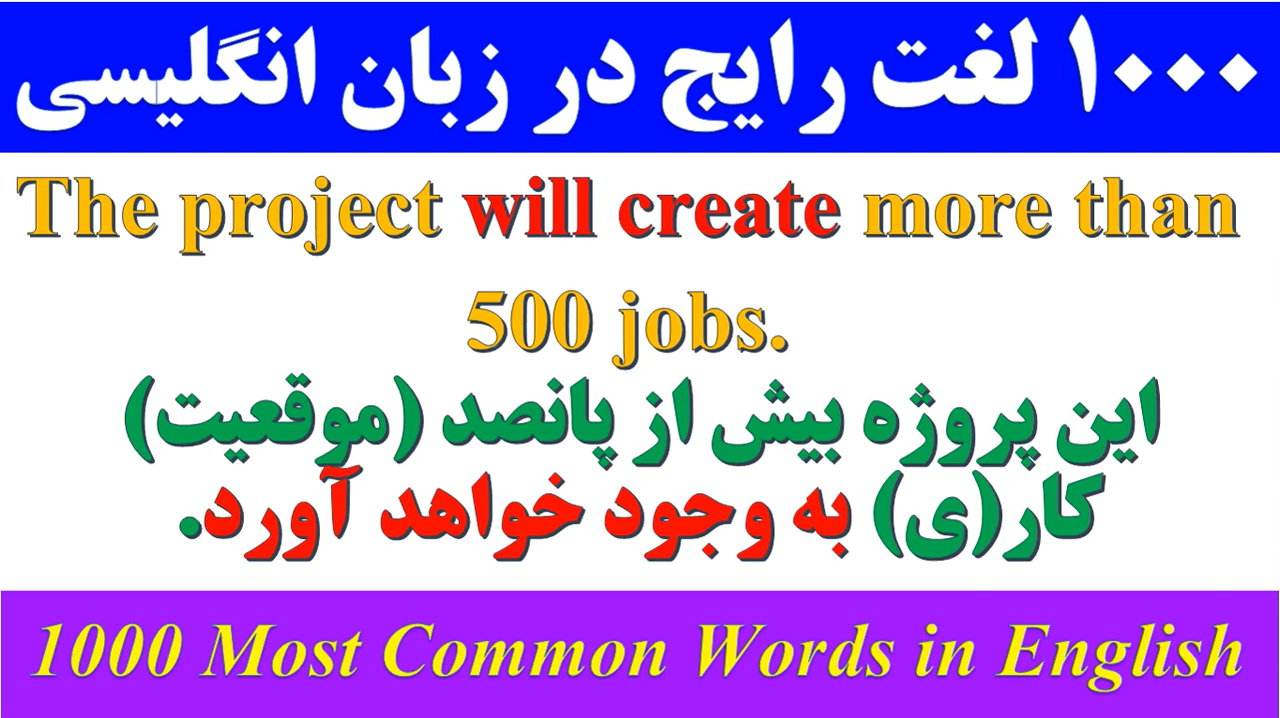 ۱۰۰۰ لغت رایج در زبان انگلیسی
The project will create more than
500 jobs.
این پروژه بیش از پانصد (موقعیت)
کار(ی) به وجود خواهد آورد.
1000 Most Common Words in English